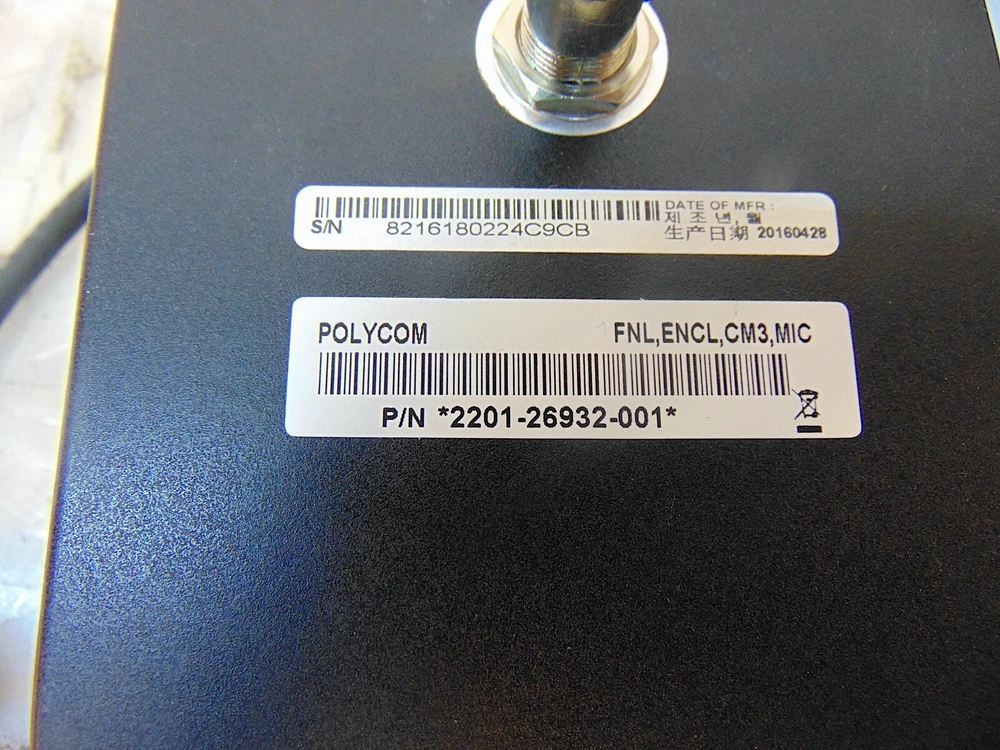 S/N 8216180224C9CB
DATE OF MFR :
제 조 년, 월
生产日期 20160428
POLYCOM FNL,ENCL,CM3,MIC
P/N *2201-26932-001*